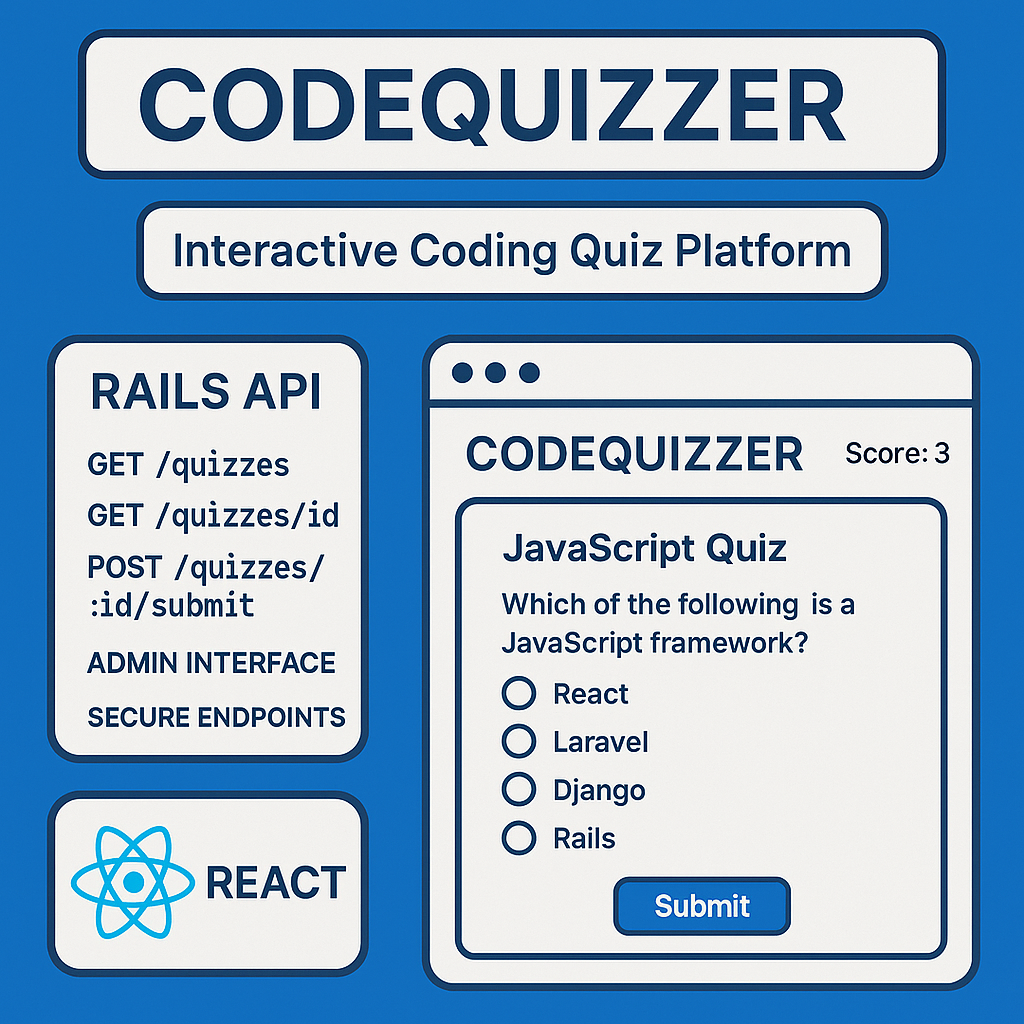 CODEQUIZZER
Interactive Coding Quiz Platform
RAILS API
GET /quizzes
GET /quizzes/id
POST /quizzes/
:id/submit
ADMIN INTERFACE
SECURE ENDPOINTS
REACT
CODEQUIZZER
Score: 3
JavaScript Quiz
Which of the following is a
JavaScript framework?
React
Laravel
Django
Rails
Submit